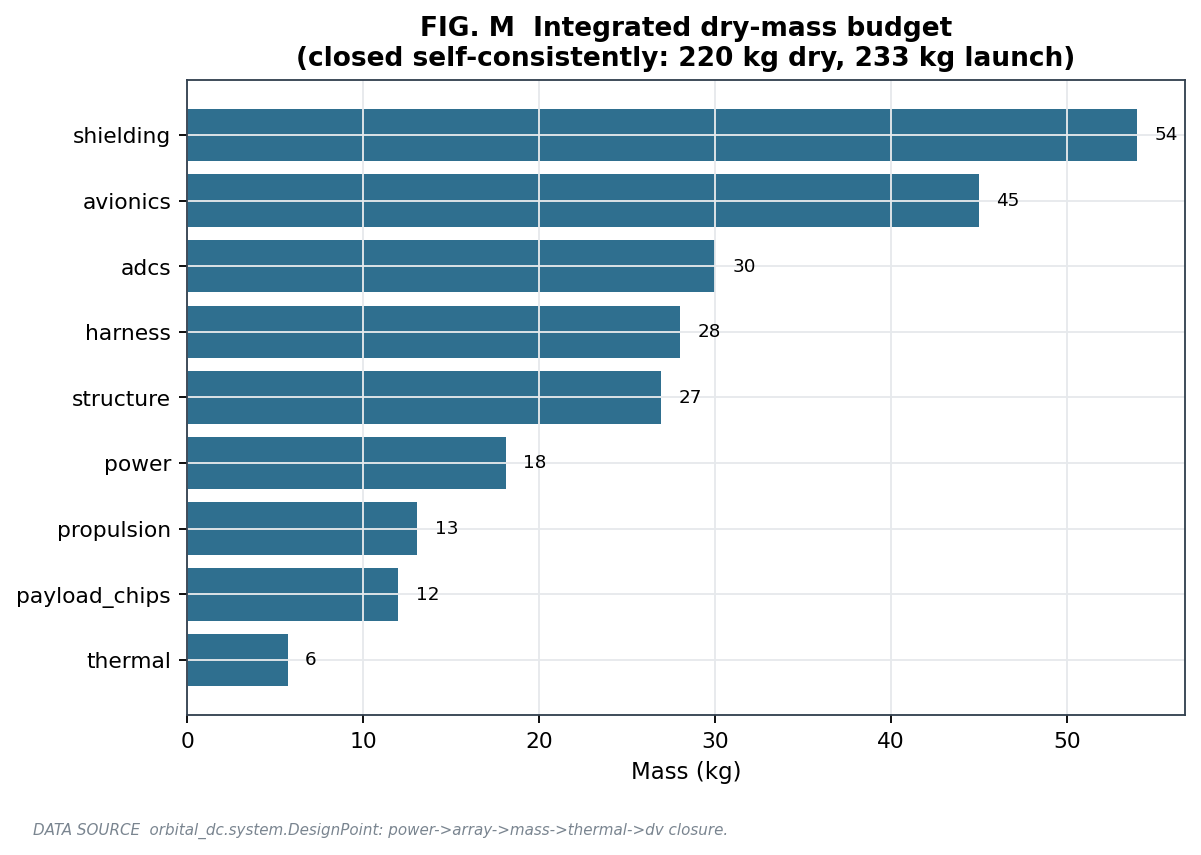 FIG. M  Integrated dry-mass budget
(closed self-consistently: 220 kg dry, 233 kg launch)
shielding 54
avionics 45
adcs 30
harness 28
structure 27
power 18
propulsion 13
payload_chips 12
thermal 6
0 10 20 30 40 50
Mass (kg)
DATA SOURCE  orbital_dc.system.DesignPoint: power->array->mass->thermal->dv closure.